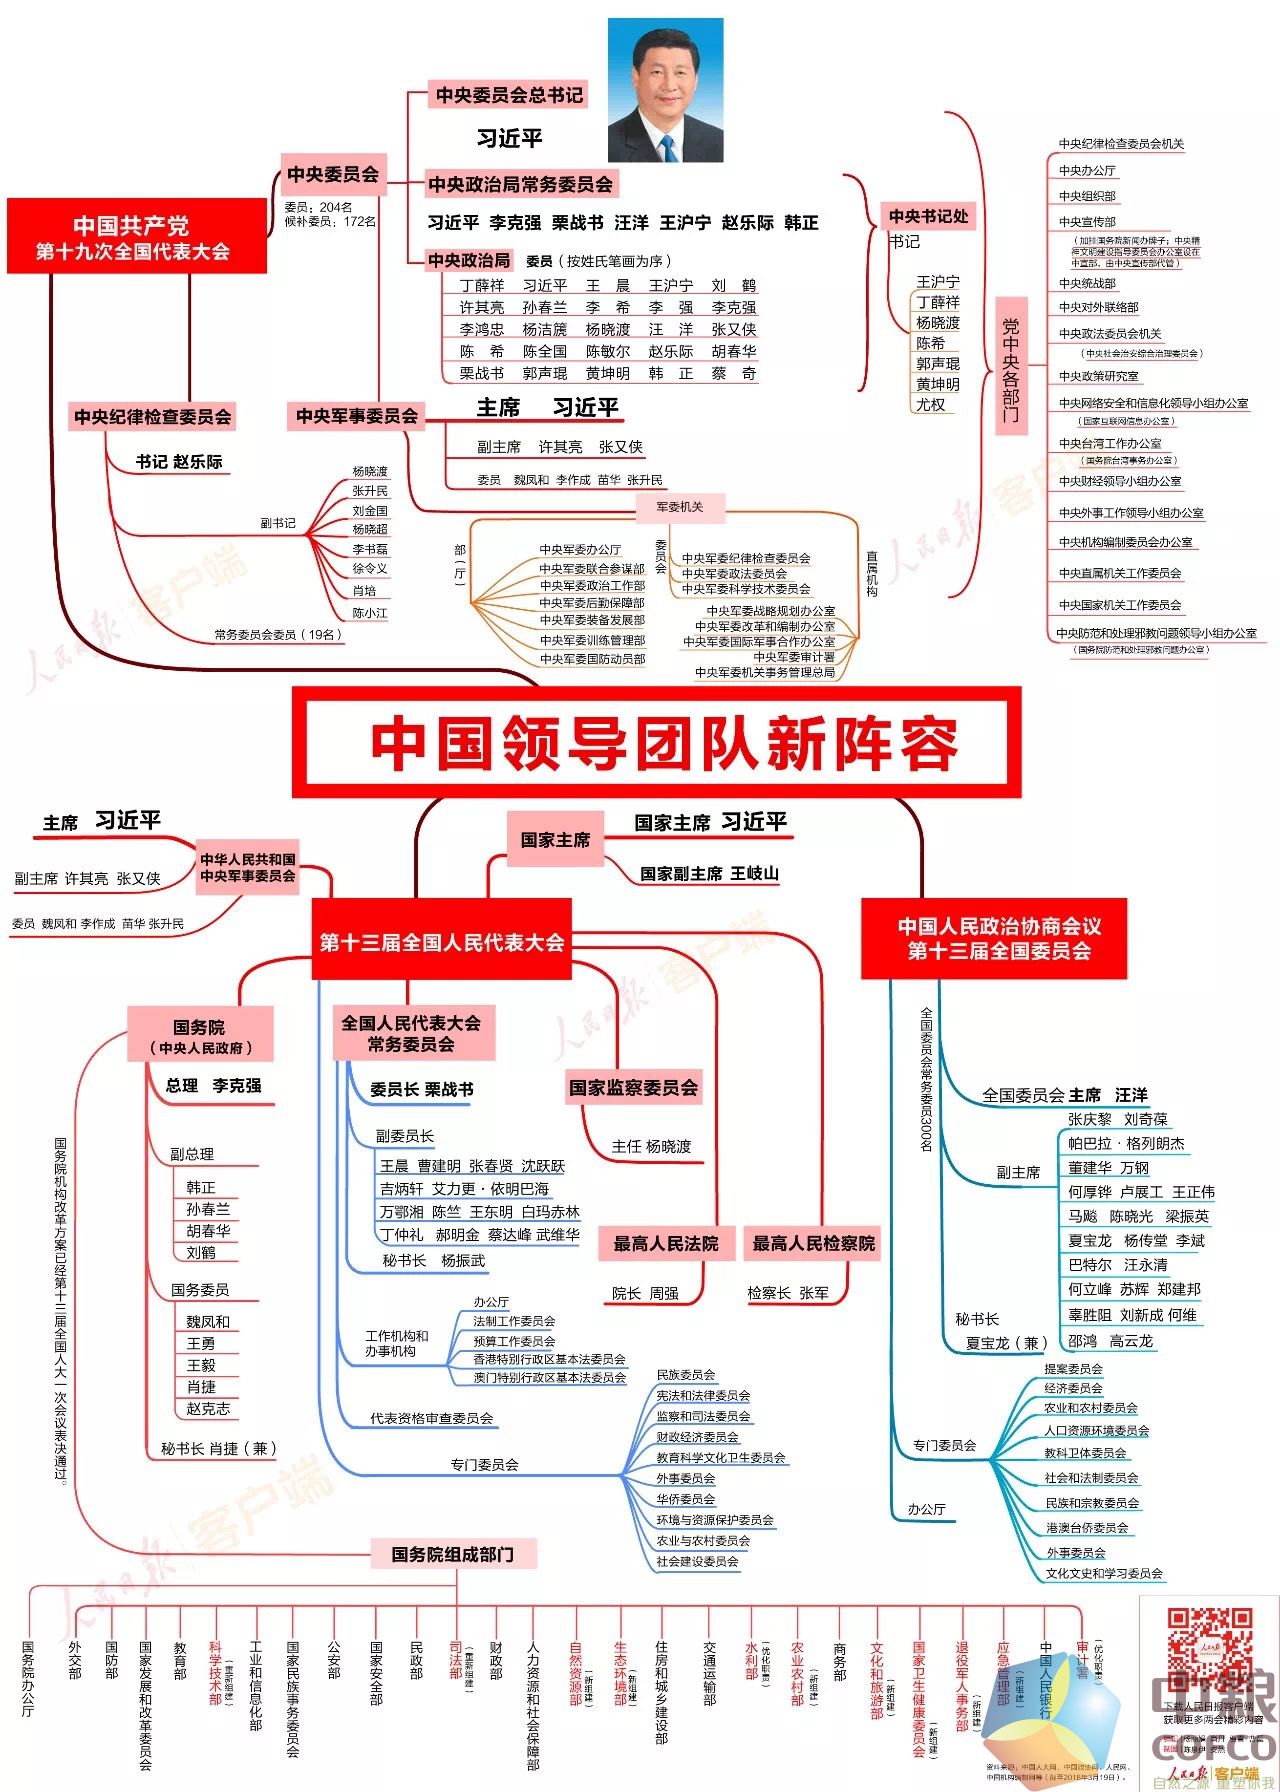 中央委员会总书记
习近平
中央委员会
委员：204名
候补委员：172名
中央政治局常务委员会
习近平 李克强 栗战书 汪洋 王沪宁 赵乐际 韩正
中央政治局 委员（按姓氏笔画为序）
丁薛祥 习近平 王 晨 王沪宁 刘 鹤
许其亮 孙春兰 李 希 李 强 李克强
李鸿忠 杨洁篪 杨晓渡 汪 洋 张又侠
陈 希 陈全国 陈敏尔 赵乐际 胡春华
栗战书 郭声琨 黄坤明 韩 正 蔡 奇
中国共产党
第十九次全国代表大会
中央书记处
书记
王沪宁
丁薛祥
杨晓渡
陈希
郭声琨
黄坤明
尤权
党中央各部门
中央纪律检查委员会机关
中央办公厅
中央组织部
中央宣传部
（加挂国务院新闻办牌子；中央精
神文明建设指导委员会办公室设在
中宣部，由中央宣传部代管）
中央统战部
中央对外联络部
中央政法委员会机关
（中央社会治安综合治理委员会）
中央政策研究室
中央网络安全和信息化领导小组办公室
（国家互联网信息办公室）
中央台湾工作办公室
（国务院台湾事务办公室）
中央财经领导小组办公室
中央外事工作领导小组办公室
中央机构编制委员会办公室
中央直属机关工作委员会
中央国家机关工作委员会
中央防范和处理邪教问题领导小组办公室
（国务院防范和处理邪教问题办公室）
中央纪律检查委员会
书记 赵乐际
副书记
杨晓渡
张升民
刘金国
杨晓超
李书磊
徐令义
肖培
陈小江
常务委员会委员（19名）
中央军事委员会
主席 习近平
副主席 许其亮 张又侠
委员 魏凤和 李作成 苗华 张升民
军委机关
部（厅）
中央军委办公厅
中央军委联合参谋部
中央军委政治工作部
中央军委后勤保障部
中央军委装备发展部
中央军委训练管理部
中央军委国防动员部
委员会
中央军委纪律检查委员会
中央军委政法委员会
中央军委科学技术委员会
直属机构
中央军委战略规划办公室
中央军委改革和编制办公室
中央军委国际军事合作办公室
中央军委审计署
中央军委机关事务管理总局
人民日报 客户端
人民日报 客户端
中国领导团队新阵容
主席 习近平
中华人民共和国
中央军事委员会
副主席 许其亮 张又侠
委员 魏凤和 李作成 苗华 张升民
国家主席
国家主席 习近平
国家副主席 王岐山
第十三届全国人民代表大会
中国人民政治协商会议
第十三届全国委员会
人民日报 客户端
国务院
（中央人民政府）
总理 李克强
副总理
韩正
孙春兰
胡春华
刘鹤
国务委员
魏凤和
王勇
王毅
肖捷
赵克志
秘书长 肖捷（兼）
国务院机构改革方案已经第十三届全国人大一次会议表决通过。
全国人民代表大会
常务委员会
委员长 栗战书
副委员长
王晨 曹建明 张春贤 沈跃跃
吉炳轩 艾力更·依明巴海
万鄂湘 陈竺 王东明 白玛赤林
丁仲礼 郝明金 蔡达峰 武维华
秘书长 杨振武
工作机构和
办事机构
办公厅
法制工作委员会
预算工作委员会
香港特别行政区基本法委员会
澳门特别行政区基本法委员会
代表资格审查委员会
专门委员会
民族委员会
宪法和法律委员会
监察和司法委员会
财政经济委员会
教育科学文化卫生委员会
外事委员会
华侨委员会
环境与资源保护委员会
农业与农村委员会
社会建设委员会
国家监察委员会
主任 杨晓渡
最高人民法院
院长 周强
最高人民检察院
检察长 张军
全国委员会常务委员300名
全国委员会 主席 汪洋
副主席
张庆黎 刘奇葆
帕巴拉·格列朗杰
董建华 万钢
何厚铧 卢展工 王正伟
马飚 陈晓光 梁振英
夏宝龙 杨传堂 李斌
巴特尔 汪永清
何立峰 苏辉 郑建邦
辜胜阻 刘新成 何维
邵鸿 高云龙
秘书长
夏宝龙（兼）
专门委员会
提案委员会
经济委员会
农业和农村委员会
人口资源环境委员会
教科卫体委员会
社会和法制委员会
民族和宗教委员会
港澳台侨委员会
外事委员会
文化文史和学习委员会
办公厅
人民日报 客户端
国务院组成部门
国务院办公厅
外交部
国防部
国家发展和改革委员会
教育部
科学技术部（重新组建）
工业和信息化部
国家民族事务委员会
公安部
国家安全部
民政部
司法部（重新组建）
财政部
人力资源和社会保障部
自然资源部（新组建）
生态环境部（新组建）
住房和城乡建设部
交通运输部
水利部（优化职责）
农业农村部（新组建）
商务部
文化和旅游部（新组建）
国家卫生健康委员会（新组建）
退役军人事务部（新组建）
应急管理部（新组建）
中国人民银行
审计署（优化职责）
人民日报
下载人民日报客户端
获取更多两会精彩内容
资料来源：中国人大网、中国政协网、人民网、
中国机构编制网等（截至2018年3月19日）。
人民日报 客户端
中粮
COFCO
自然之源 重塑你我